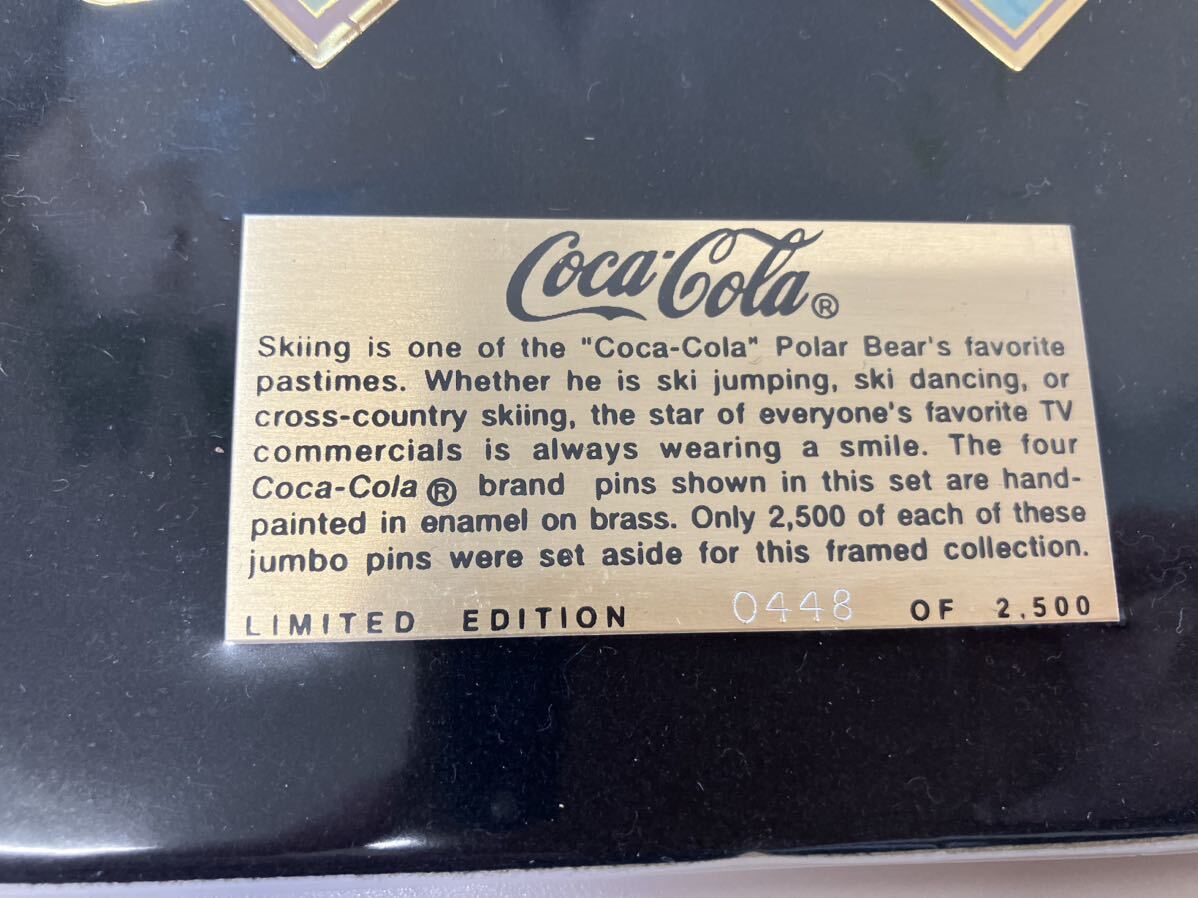 Coca-Cola®
Skiing is one of the "Coca-Cola" Polar Bear's favorite
pastimes. Whether he is ski jumping, ski dancing, or
cross-country skiing, the star of everyone's favorite TV
commercials is always wearing a smile. The four
Coca-Cola® brand pins shown in this set are hand-
painted in enamel on brass. Only 2,500 of each of these
jumbo pins were set aside for this framed collection.
LIMITED EDITION 0448 OF 2,500